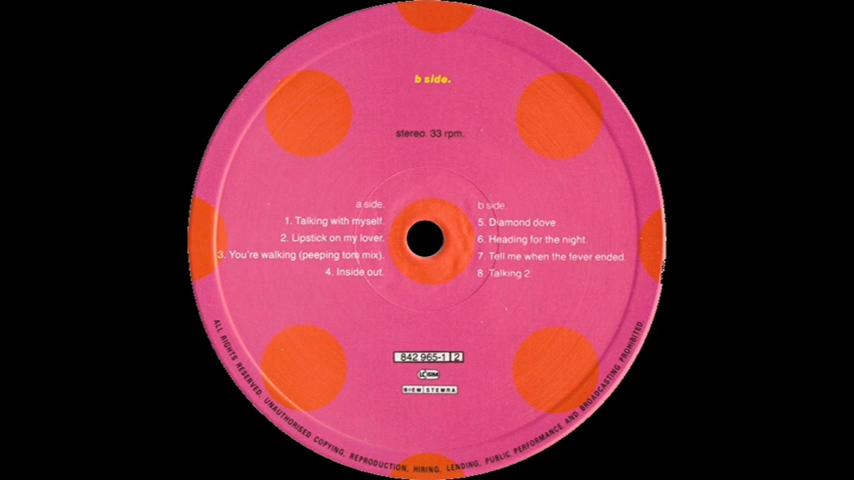 b side.
stereo. 33 rpm.
a side.
1. Talking with myself.
2. Lipstick on my lover.
3. You're walking (peeping tom mix).
4. Inside out.
b side.
5. Diamond dove.
6. Heading for the night.
7. Tell me when the fever ended.
8. Talking 2.
842 965-1 2
BIEM STEMRA
ALL RIGHTS RESERVED. UNAUTHORISED COPYING, REPRODUCTION, HIRING, LENDING, PUBLIC PERFORMANCE AND BROADCASTING PROHIBITED.